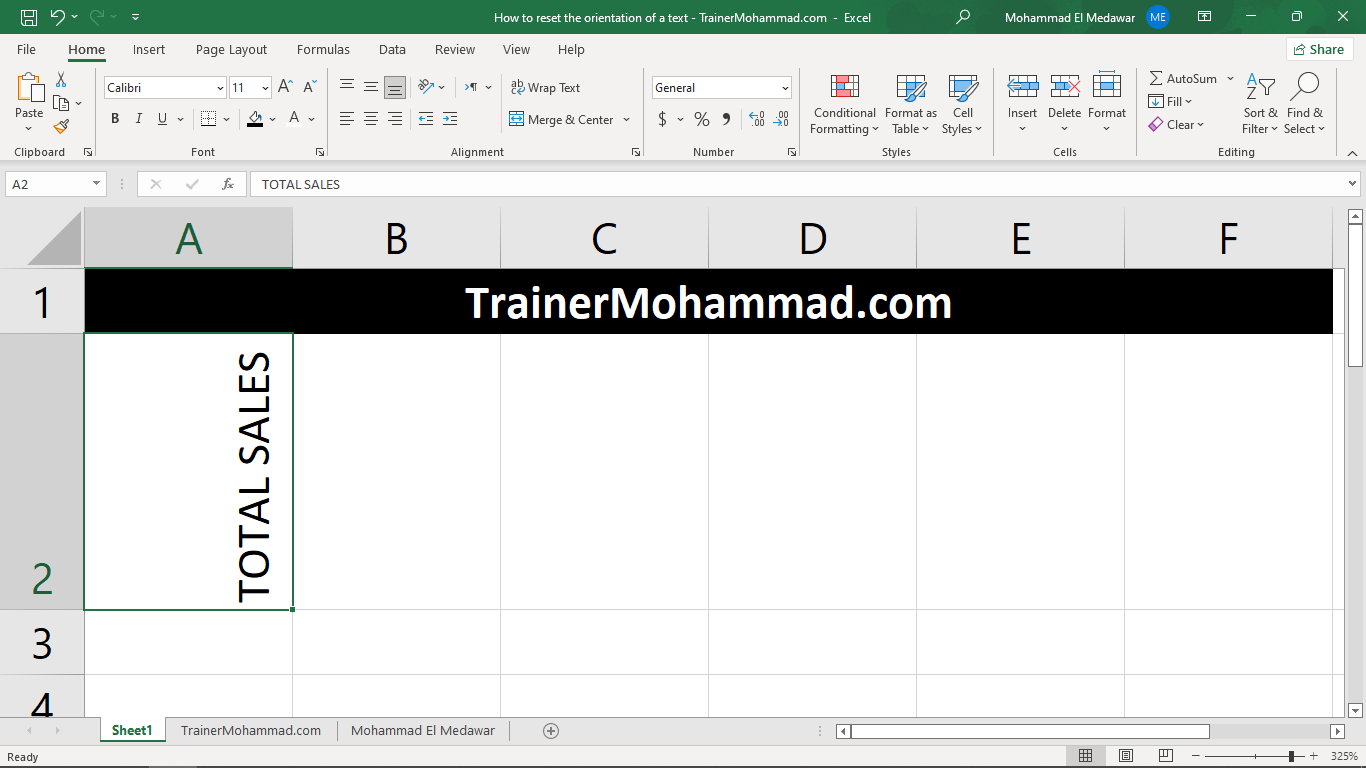 How to reset the orientation of a text - TrainerMohammad.com - Excel
Mohammad El Medawar ME
File Home Insert Page Layout Formulas Data Review View Help Share
Paste
Clipboard
Calibri 11
B I U A
Font
ab Wrap Text
Merge & Center
Alignment
General
$ % 9 .00 .00
Number
Conditional Formatting
Format as Table
Cell Styles
Styles
Insert Delete Format
Cells
AutoSum
Fill
Clear
Sort & Filter
Find & Select
Editing
A2 fx TOTAL SALES
A B C D E F
1 TrainerMohammad.com
2 TOTAL SALES
3
4
Sheet1 TrainerMohammad.com Mohammad El Medawar
Ready 325%